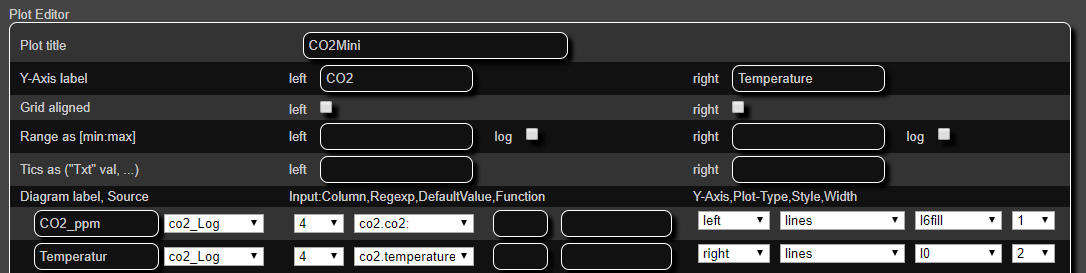 Plot Editor
Plot title CO2Mini
Y-Axis label left CO2 right Temperature
Grid aligned left right
Range as [min:max] left log right log
Tics as ("Txt" val, ...) left right
Diagram label, Source Input:Column,Regexp,DefaultValue,Function Y-Axis,Plot-Type,Style,Width
CO2_ppm co2_Log 4 co2.co2: left lines l6fill 1
Temperatur co2_Log 4 co2.temperature right lines l0 2